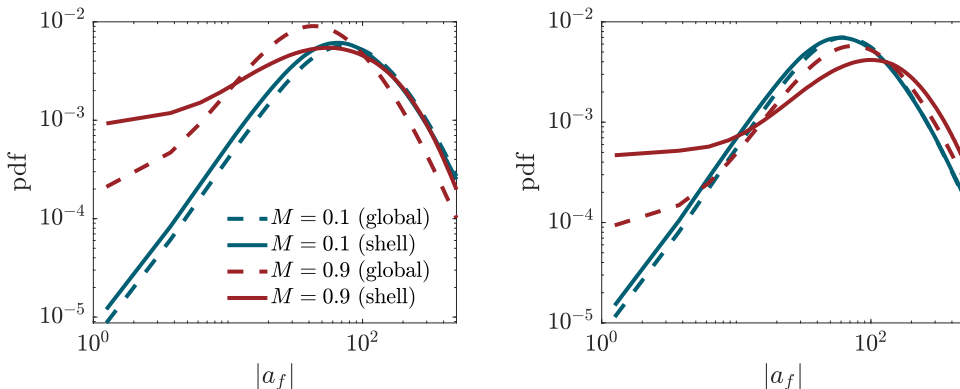 10^{-2}
10^{-3}
10^{-4}
10^{-5}
pdf
M = 0.1 (global)
M = 0.1 (shell)
M = 0.9 (global)
M = 0.9 (shell)
10^{0}
10^{2}
|a_f|
10^{-2}
10^{-3}
10^{-4}
10^{-5}
pdf
10^{0}
10^{2}
|a_f|